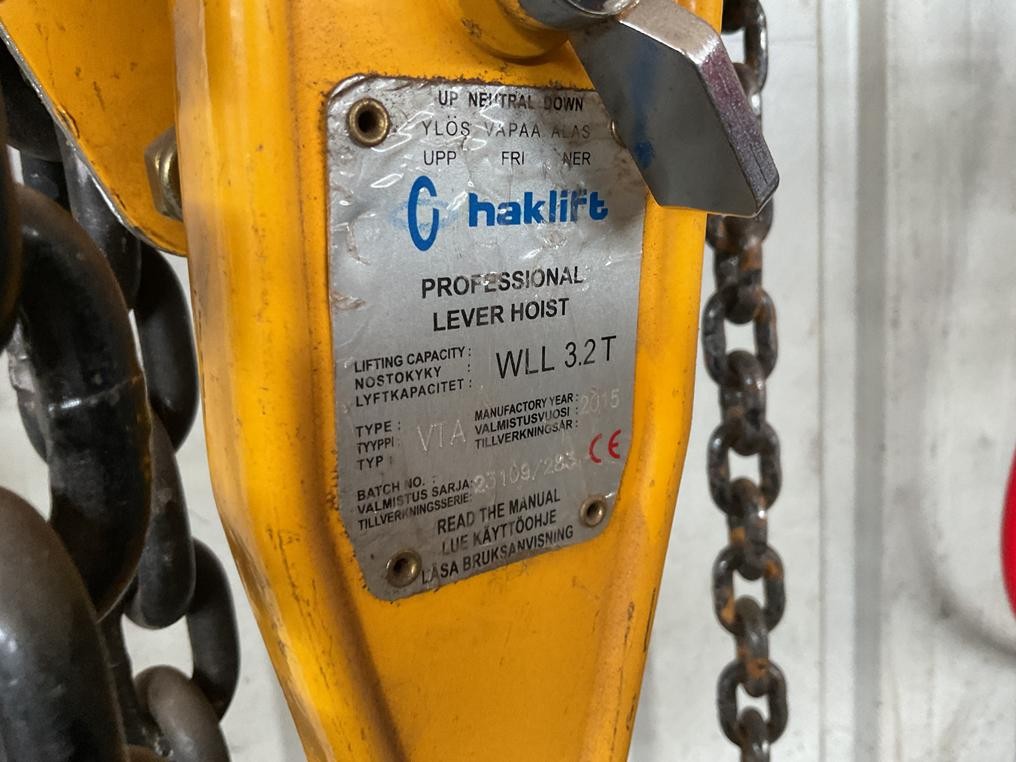 UP NEUTRAL DOWN
YLÖS VAPAA ALAS
UPP FRI NER
haklift
PROFESSIONAL
LEVER HOIST
LIFTING CAPACITY :
NOSTOKYKY :
LYFTKAPACITET :
WLL 3.2 T
TYPE :
TYYPPI :
TYP :
VTA
MANUFACTORY YEAR :
VALMISTUSVUOSI :
TILLVERKNINGSÅR :
2015
BATCH NO. :
VALMISTUS SARJA:
TILLVERKNINGSSERIE:
CE
READ THE MANUAL
LUE KÄYTTÖOHJE
LÄSA BRUKSANVISNING